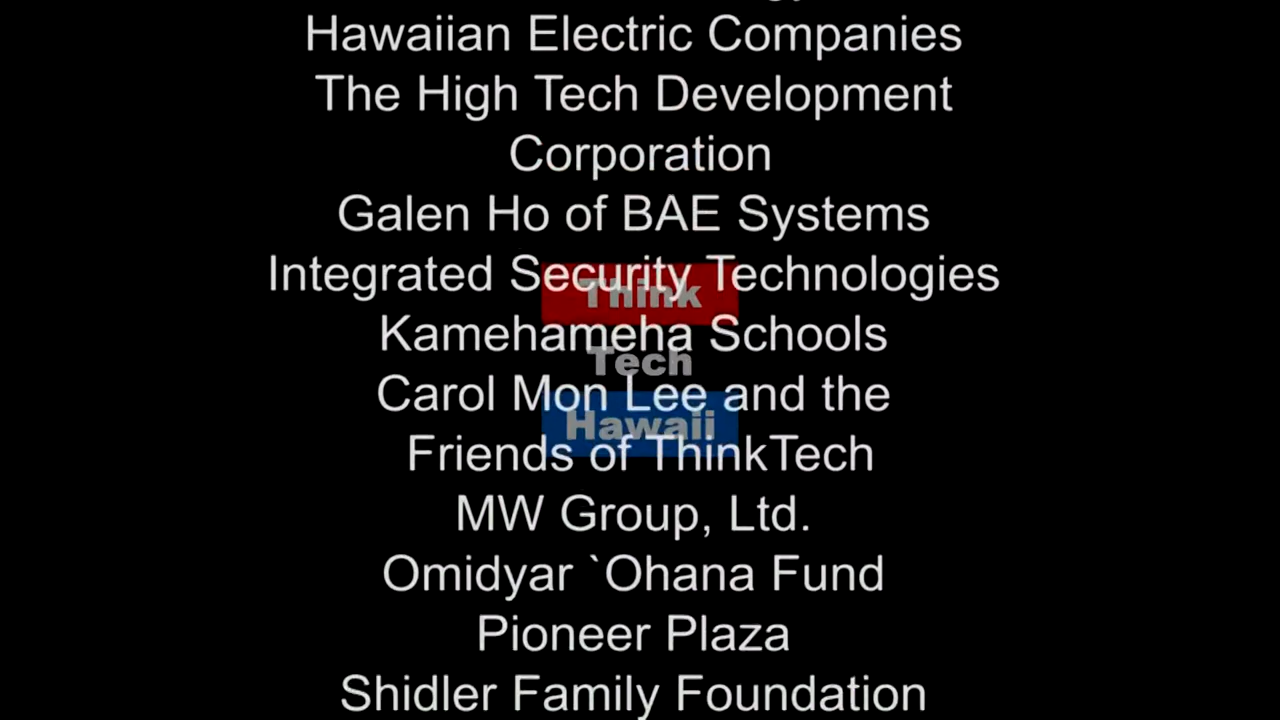 Hawaiian Electric Companies
The High Tech Development
Corporation
Galen Ho of BAE Systems
Integrated Security Technologies
Think
Kamehameha Schools
Tech
Carol Mon Lee and the
Hawaii
Friends of ThinkTech
MW Group, Ltd.
Omidyar `Ohana Fund
Pioneer Plaza
Shidler Family Foundation